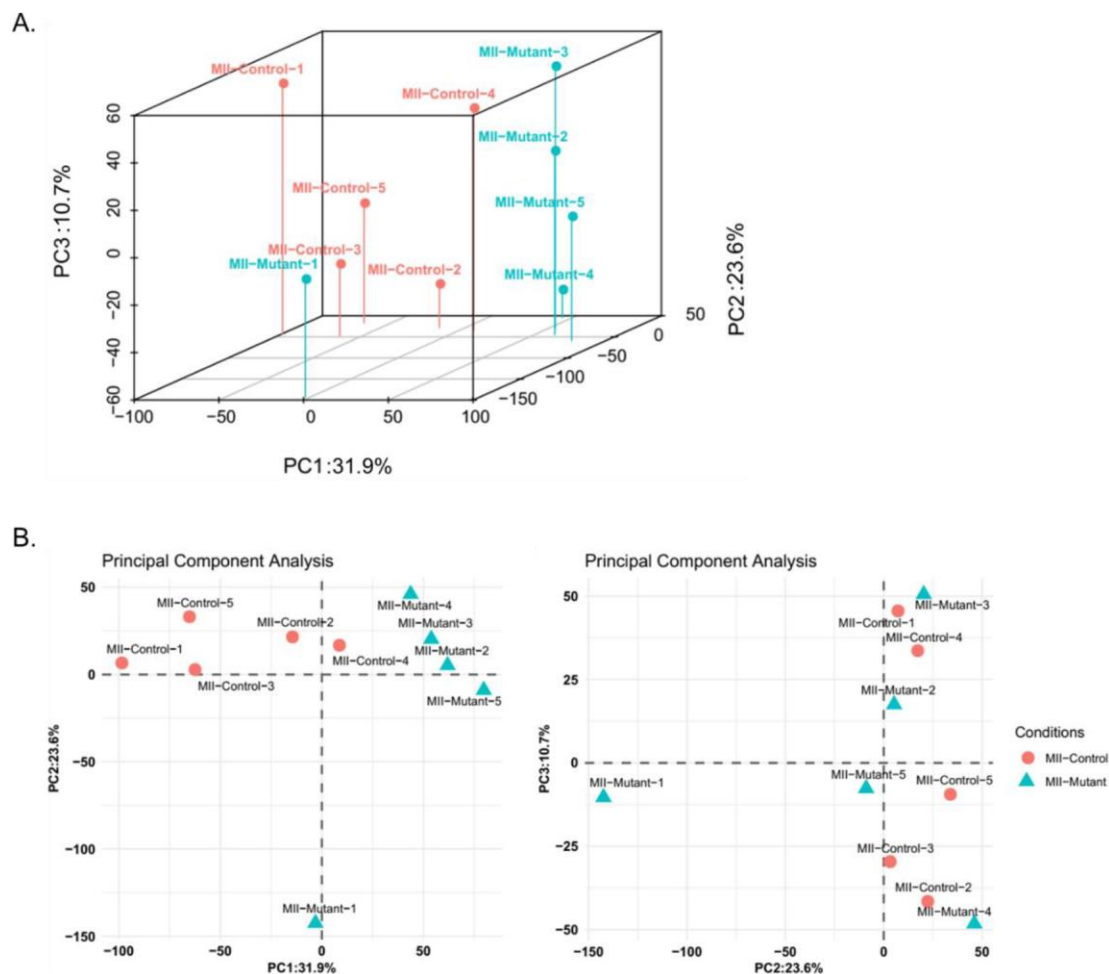 A.
MII-Mutant-3
MII-Control-1
MII-Control-4
MII-Mutant-2
MII-Control-5
MII-Mutant-5
MII-Control-3
MII-Mutant-1
MII-Control-2
MII-Mutant-4
PC3 :10.7%
60
40
20
0
-20
-40
-60
-100
-50
0
50
100
PC1:31.9%
-150
-100
-50
0
50
PC2 :23.6%
B.
Principal Component Analysis
50
0
-50
-100
-150
PC2:23.6%
MII-Control-5
MII-Mutant-4
MII-Control-2
MII-Mutant-3
MII-Control-1
MII-Control-4
MII-Mutant-2
MII-Control-3
MII-Mutant-5
MII-Mutant-1
-100
-50
0
50
PC1:31.9%
Principal Component Analysis
50
25
0
-25
-50
PC3:10.7%
MII-Mutant-3
MII-Control-1
MII-Control-4
MII-Mutant-2
MII-Mutant-1
MII-Mutant-5
MII-Control-5
MII-Control-3
MII-Control-2
MII-Mutant-4
-150
-100
-50
0
50
PC2:23.6%
Conditions
MII-Control
MII-Mutant